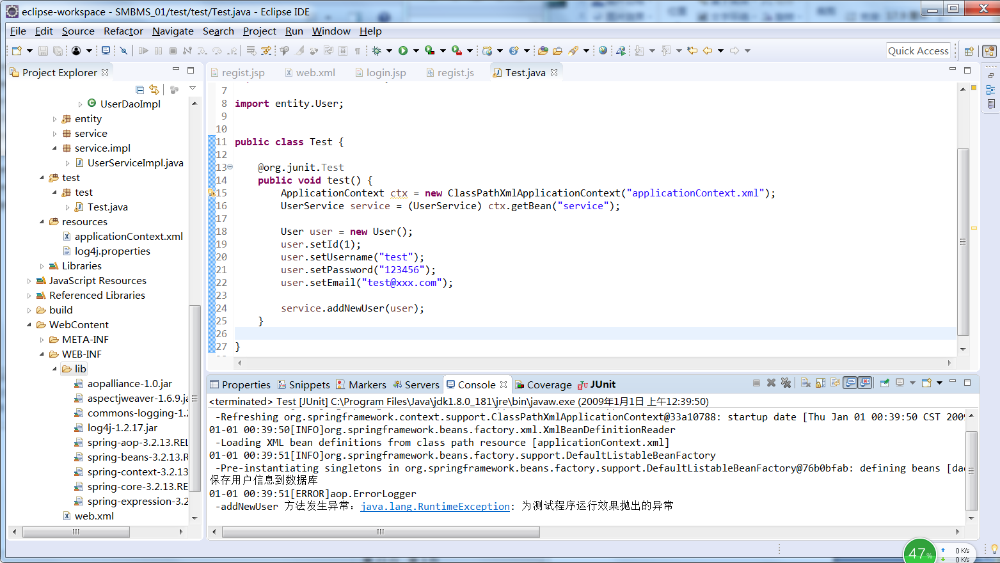 eclipse-workspace - SMBMS_01/test/test/Test.java - Eclipse IDE
File Edit Source Refactor Navigate Search Project Run Window Help
Quick Access
Project Explorer
UserDaoImpl
entity
service
service.impl
UserServiceImpl.java
test
test
Test.java
resources
applicationContext.xml
log4j.properties
Libraries
JavaScript Resources
Referenced Libraries
build
WebContent
META-INF
WEB-INF
lib
aopalliance-1.0.jar
aspectjweaver-1.6.9.ja
commons-logging-1.2
log4j-1.2.17.jar
spring-aop-3.2.13.REL
spring-beans-3.2.13.R
spring-context-3.2.13
spring-core-3.2.13.RE
spring-expression-3.2
web.xml
regist.jsp web.xml login.jsp regist.js Test.java
7
8 import entity.User;
9
10
11 public class Test {
12
13 @org.junit.Test
14 public void test() {
15 ApplicationContext ctx = new ClassPathXmlApplicationContext("applicationContext.xml");
16 UserService service = (UserService) ctx.getBean("service");
17
18 User user = new User();
19 user.setId(1);
20 user.setUsername("test");
21 user.setPassword("123456");
22 user.setEmail("test@xxx.com");
23
24 service.addNewUser(user);
25 }
26
27 }
Properties Snippets Markers Servers Console Coverage JUnit
<terminated> Test [JUnit] C:\Program Files\Java\jdk1.8.0_181\jre\bin\javaw.exe (2009年1月1日 上午12:39:50)
-Refreshing org.springframework.context.support.ClassPathXmlApplicationContext@33a10788: startup date [Thu Jan 01 00:39:50 CST 2009
01-01 00:39:50[INFO]org.springframework.beans.factory.xml.XmlBeanDefinitionReader
-Loading XML bean definitions from class path resource [applicationContext.xml]
01-01 00:39:51[INFO]org.springframework.beans.factory.support.DefaultListableBeanFactory
-Pre-instantiating singletons in org.springframework.beans.factory.support.DefaultListableBeanFactory@76b0bfab: defining beans [dao
保存用户信息到数据库
01-01 00:39:51[ERROR]aop.ErrorLogger
-addNewUser 方法发生异常：java.lang.RuntimeException: 为测试程序运行效果抛出的异常
47%
0 K/s
0 K/s